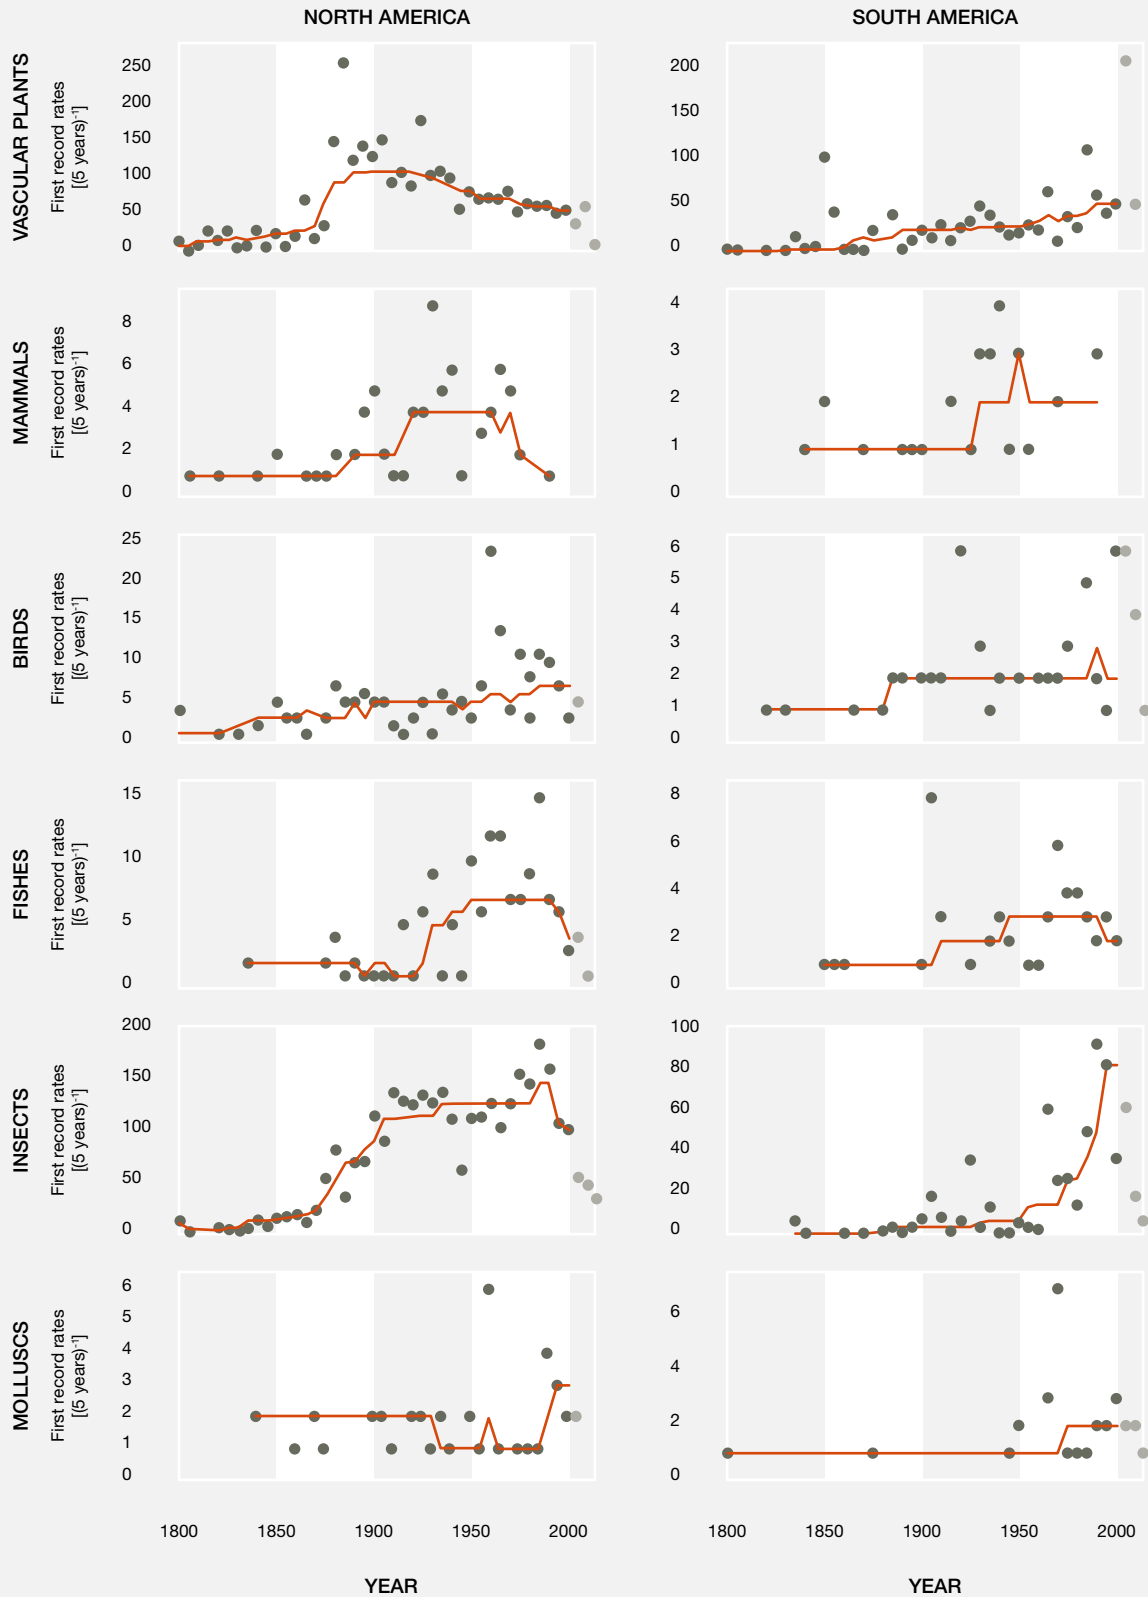 NORTH AMERICA
SOUTH AMERICA
VASCULAR PLANTS
First record rates
[(5 years)⁻¹]
250
200
150
100
50
0
200
150
100
50
0
MAMMALS
First record rates
[(5 years)⁻¹]
8
6
4
2
0
4
3
2
1
0
BIRDS
First record rates
[(5 years)⁻¹]
25
20
15
10
5
0
6
5
4
3
2
1
0
FISHES
First record rates
[(5 years)⁻¹]
15
10
5
0
8
6
4
2
0
INSECTS
First record rates
[(5 years)⁻¹]
200
150
100
50
0
100
80
60
40
20
0
MOLLUSCS
First record rates
[(5 years)⁻¹]
6
5
4
3
2
1
0
6
4
2
0
1800 1850 1900 1950 2000
1800 1850 1900 1950 2000
YEAR
YEAR